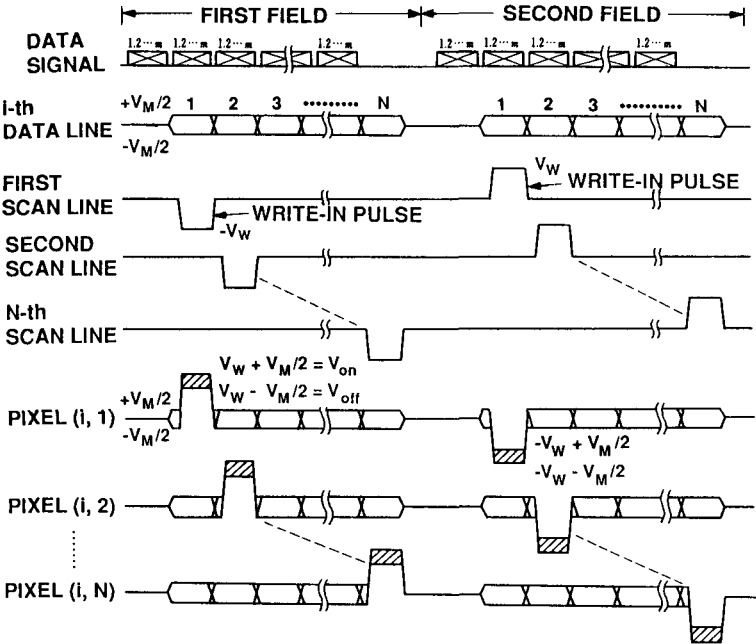 FIRST FIELD SECOND FIELD
DATA SIGNAL
1.2···m 1.2···m 1.2···m 1.2···m 1.2···m 1.2···m 1.2···m 1.2···m
i-th DATA LINE
+VM/2
-VM/2
1 2 3 ········· N 1 2 3 ········· N
FIRST SCAN LINE
WRITE-IN PULSE
-VW
VW
WRITE-IN PULSE
SECOND SCAN LINE
N-th SCAN LINE
VW + VM/2 = Von
VW - VM/2 = Voff
PIXEL (i, 1)
+VM/2
-VM/2
-VW + VM/2
-VW - VM/2
PIXEL (i, 2)
PIXEL (i, N)